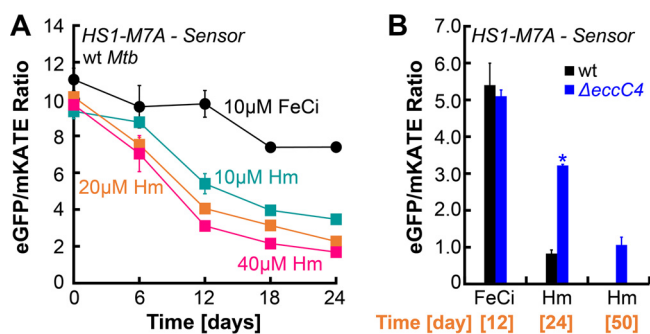 A
HS1-M7A - Sensor
wt Mtb
eGFP/mKATE Ratio
14
12
10
8
6
4
2
0
10µM FeCi
10µM Hm
20µM Hm
40µM Hm
0 6 12 18 24
Time [days]
B
HS1-M7A - Sensor
wt
ΔeccC4
eGFP/mKATE Ratio
7.0
6.0
5.0
4.0
3.0
2.0
1.0
0
*
FeCi Hm Hm
Time [day] [12] [24] [50]